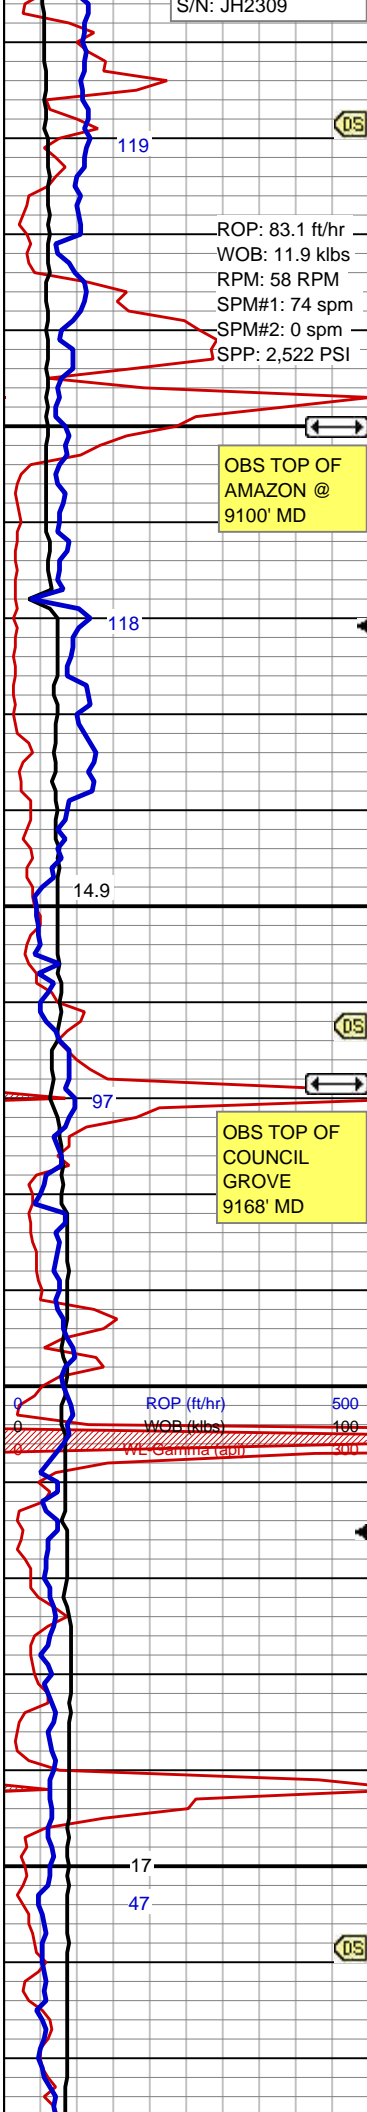 S/N: JH2309
DS
119
ROP: 83.1 ft/hr
WOB: 11.9 klbs
RPM: 58 RPM
SPM#1: 74 spm
SPM#2: 0 spm
SPP: 2,522 PSI
OBS TOP OF
AMAZON @
9100' MD
118
14.9
DS
97
OBS TOP OF
COUNCIL
GROVE
9168' MD
0 ROP (ft/hr) 500
0 WOB (klbs) 100
0 WL-Gamma (api) 300
17
47
DS